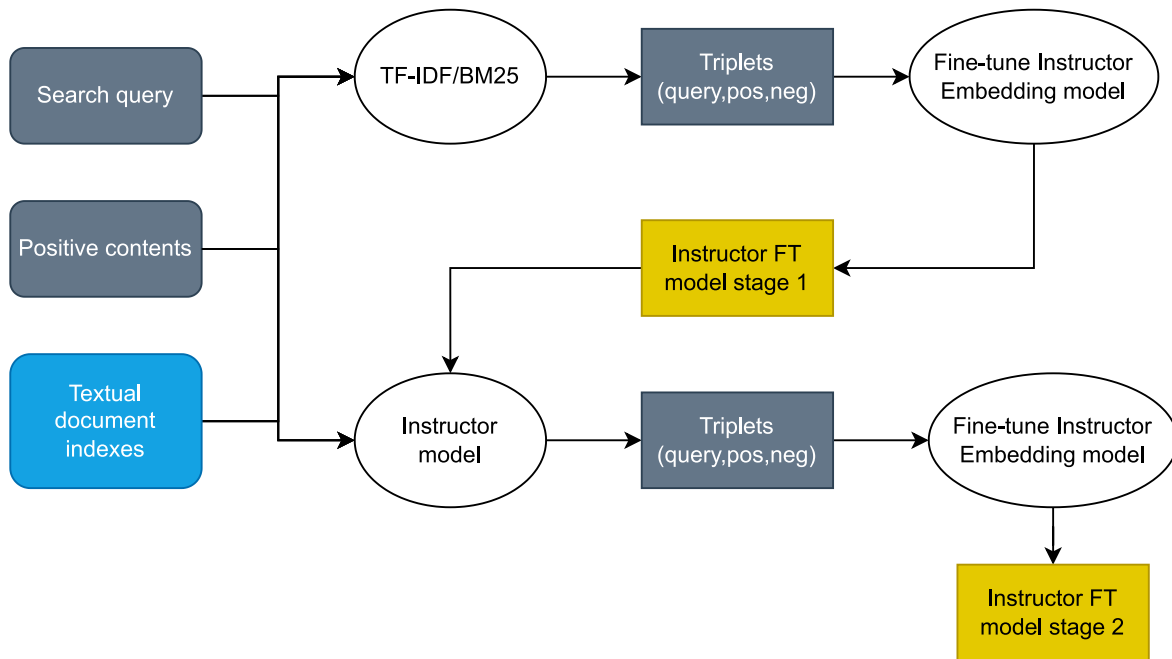 Search query
TF-IDF/BM25
Triplets
(query,pos,neg)
Fine-tune Instructor
Embedding model
Positive contents
Instructor FT
model stage 1
Textual
document
indexes
Instructor
model
Triplets
(query,pos,neg)
Fine-tune Instructor
Embedding model
Instructor FT
model stage 2